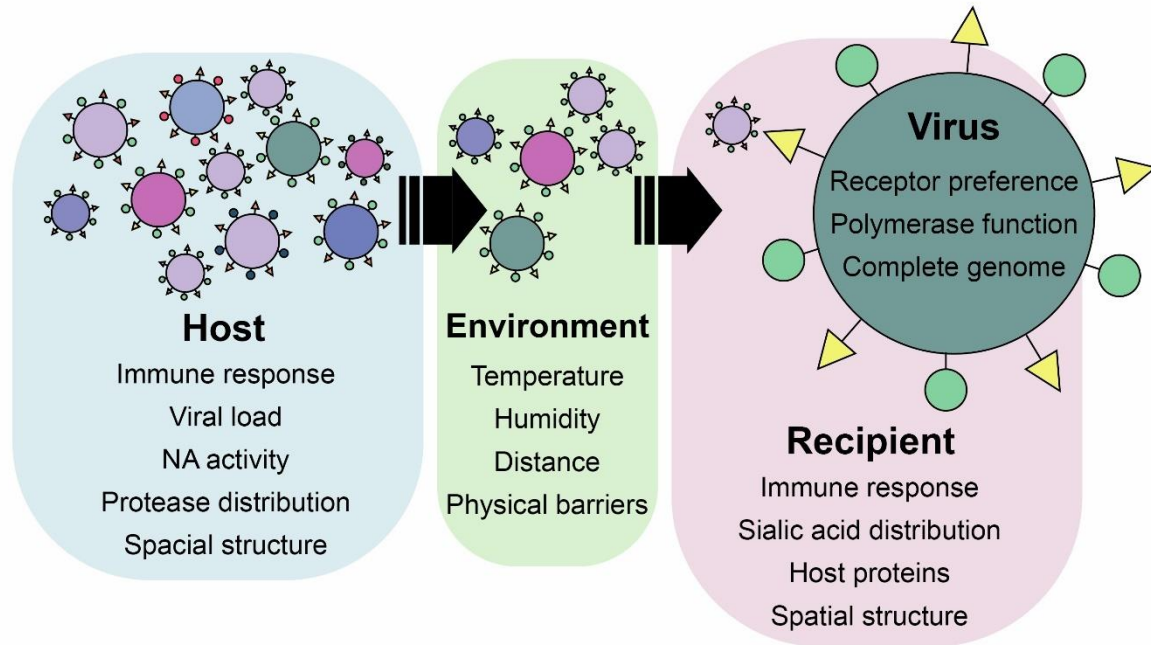 Host
Immune response
Viral load
NA activity
Protease distribution
Spacial structure
Environment
Temperature
Humidity
Distance
Physical barriers
Virus
Receptor preference
Polymerase function
Complete genome
Recipient
Immune response
Sialic acid distribution
Host proteins
Spatial structure